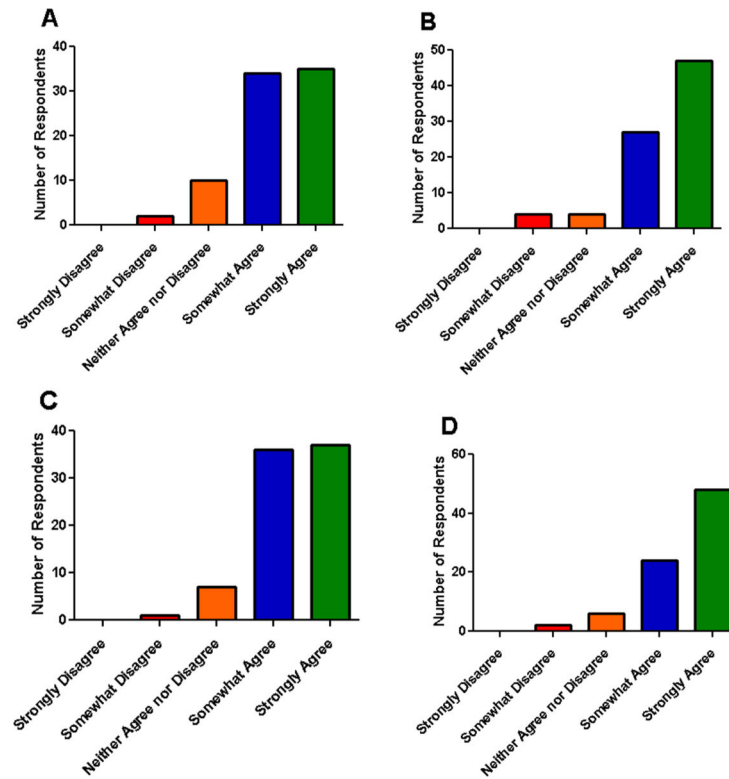 A
Number of Respondents
40
30
20
10
0
Strongly Disagree
Somewhat Disagree
Neither Agree nor Disagree
Somewhat Agree
Strongly Agree
B
Number of Respondents
50
40
30
20
10
0
Strongly Disagree
Somewhat Disagree
Neither Agree nor Disagree
Somewhat Agree
Strongly Agree
C
Number of Respondents
40
30
20
10
0
Strongly Disagree
Somewhat Disagree
Neither Agree nor Disagree
Somewhat Agree
Strongly Agree
D
Number of Respondents
60
40
20
0
Strongly Disagree
Somewhat Disagree
Neither Agree nor Disagree
Somewhat Agree
Strongly Agree